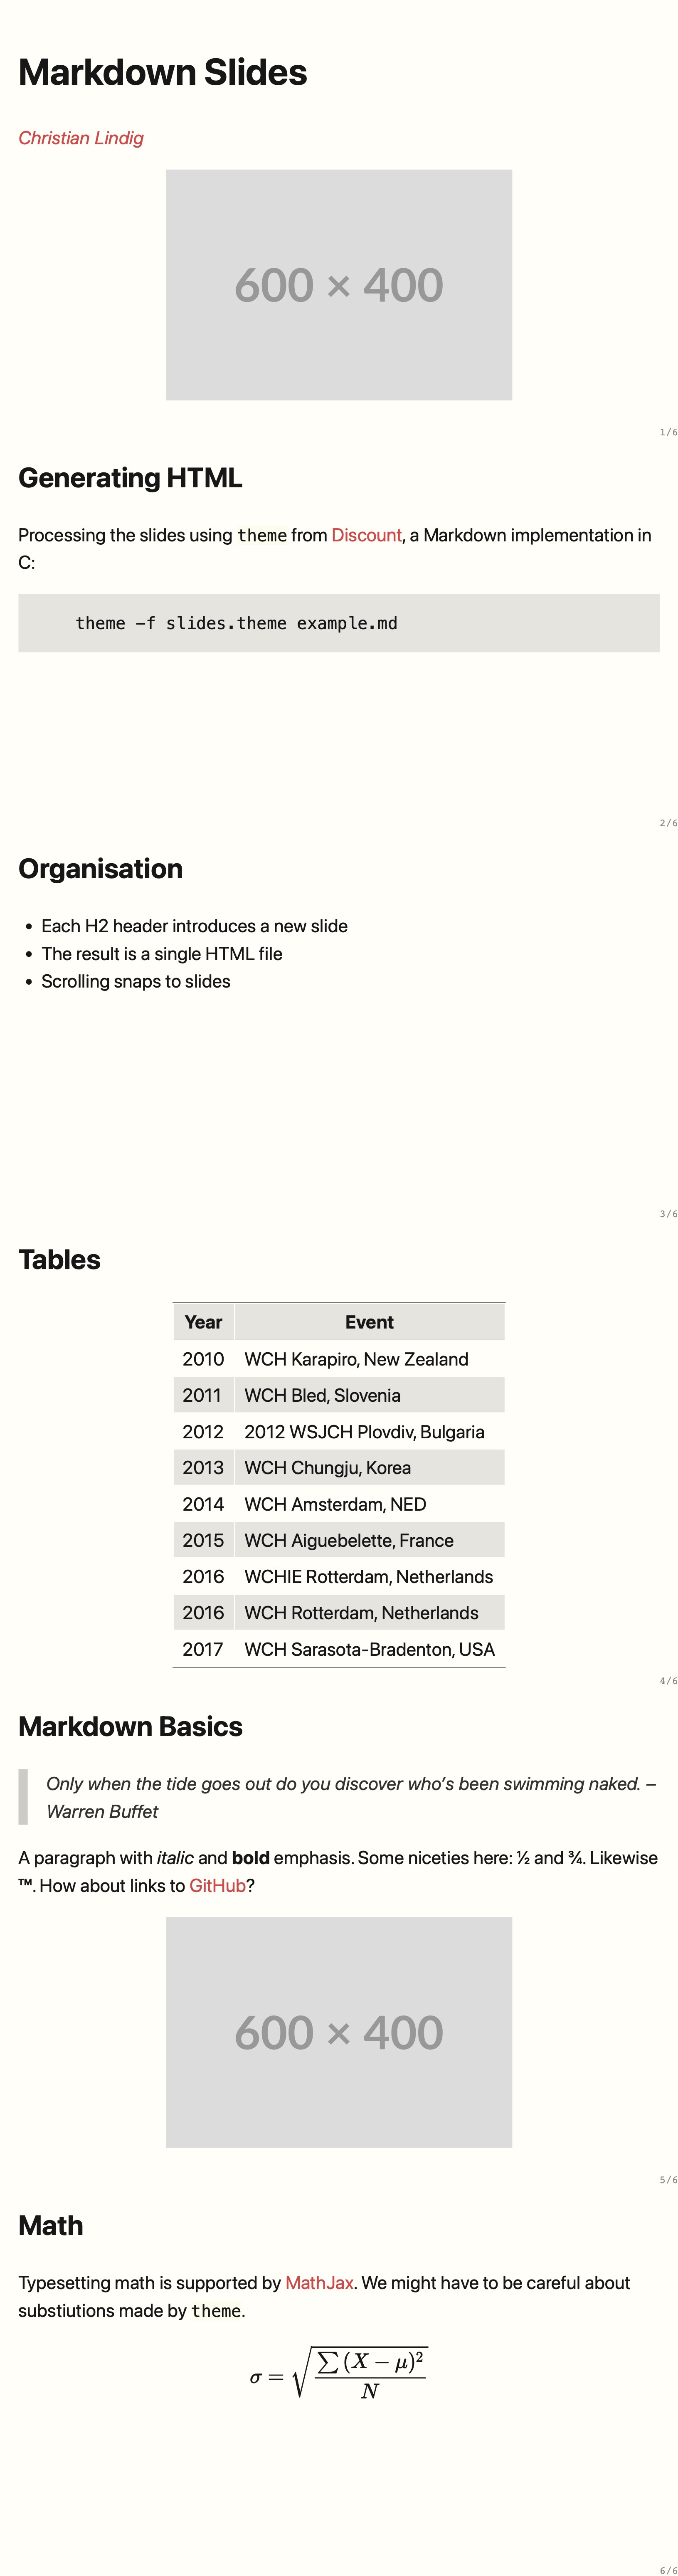 Markdown Slides
Christian Lindig
600 × 400
1/6
Generating HTML
Processing the slides using theme from Discount, a Markdown implementation in
C:
theme -f slides.theme example.md
2/6
Organisation
• Each H2 header introduces a new slide
• The result is a single HTML file
• Scrolling snaps to slides
3/6
Tables
Year Event
2010 WCH Karapiro, New Zealand
2011 WCH Bled, Slovenia
2012 2012 WSJCH Plovdiv, Bulgaria
2013 WCH Chungju, Korea
2014 WCH Amsterdam, NED
2015 WCH Aiguebelette, France
2016 WCHIE Rotterdam, Netherlands
2016 WCH Rotterdam, Netherlands
2017 WCH Sarasota-Bradenton, USA
4/6
Markdown Basics
Only when the tide goes out do you discover who’s been swimming naked. –
Warren Buffet
A paragraph with italic and bold emphasis. Some niceties here: ½ and ¾. Likewise
™. How about links to GitHub?
600 × 400
5/6
Math
Typesetting math is supported by MathJax. We might have to be careful about
substiutions made by theme.
σ = √(∑(X − μ)² / N)
6/6